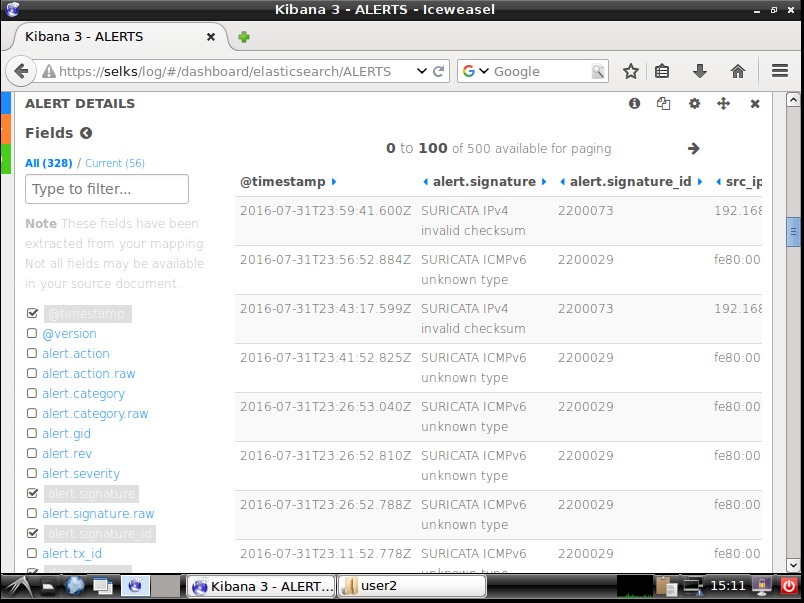 Kibana 3 - ALERTS - Iceweasel
Kibana 3 - ALERTS
https://selks/log/#/dashboard/elasticsearch/ALERTS
Google
ALERT DETAILS
Fields
All (328) / Current (56)
Type to filter...
Note These fields have been
extracted from your mapping.
Not all fields may be available
in your source document.
@timestamp
@version
alert.action
alert.action.raw
alert.category
alert.category.raw
alert.gid
alert.rev
alert.severity
alert.signature
alert.signature.raw
alert.signature_id
alert.tx_id
0 to 100 of 500 available for paging
@timestamp alert.signature alert.signature_id src_ip
2016-07-31T23:59:41.600Z SURICATA IPv4 2200073 192.168
invalid checksum
2016-07-31T23:56:52.884Z SURICATA ICMPv6 2200029 fe80:00
unknown type
2016-07-31T23:43:17.599Z SURICATA IPv4 2200073 192.168
invalid checksum
2016-07-31T23:41:52.825Z SURICATA ICMPv6 2200029 fe80:00
unknown type
2016-07-31T23:26:53.040Z SURICATA ICMPv6 2200029 fe80:00
unknown type
2016-07-31T23:26:52.810Z SURICATA ICMPv6 2200029 fe80:00
unknown type
2016-07-31T23:26:52.788Z SURICATA ICMPv6 2200029 fe80:00
unknown type
2016-07-31T23:11:52.778Z SURICATA ICMPv6 2200029 fe80:00
Kibana 3 - ALERT...
user2
15:11